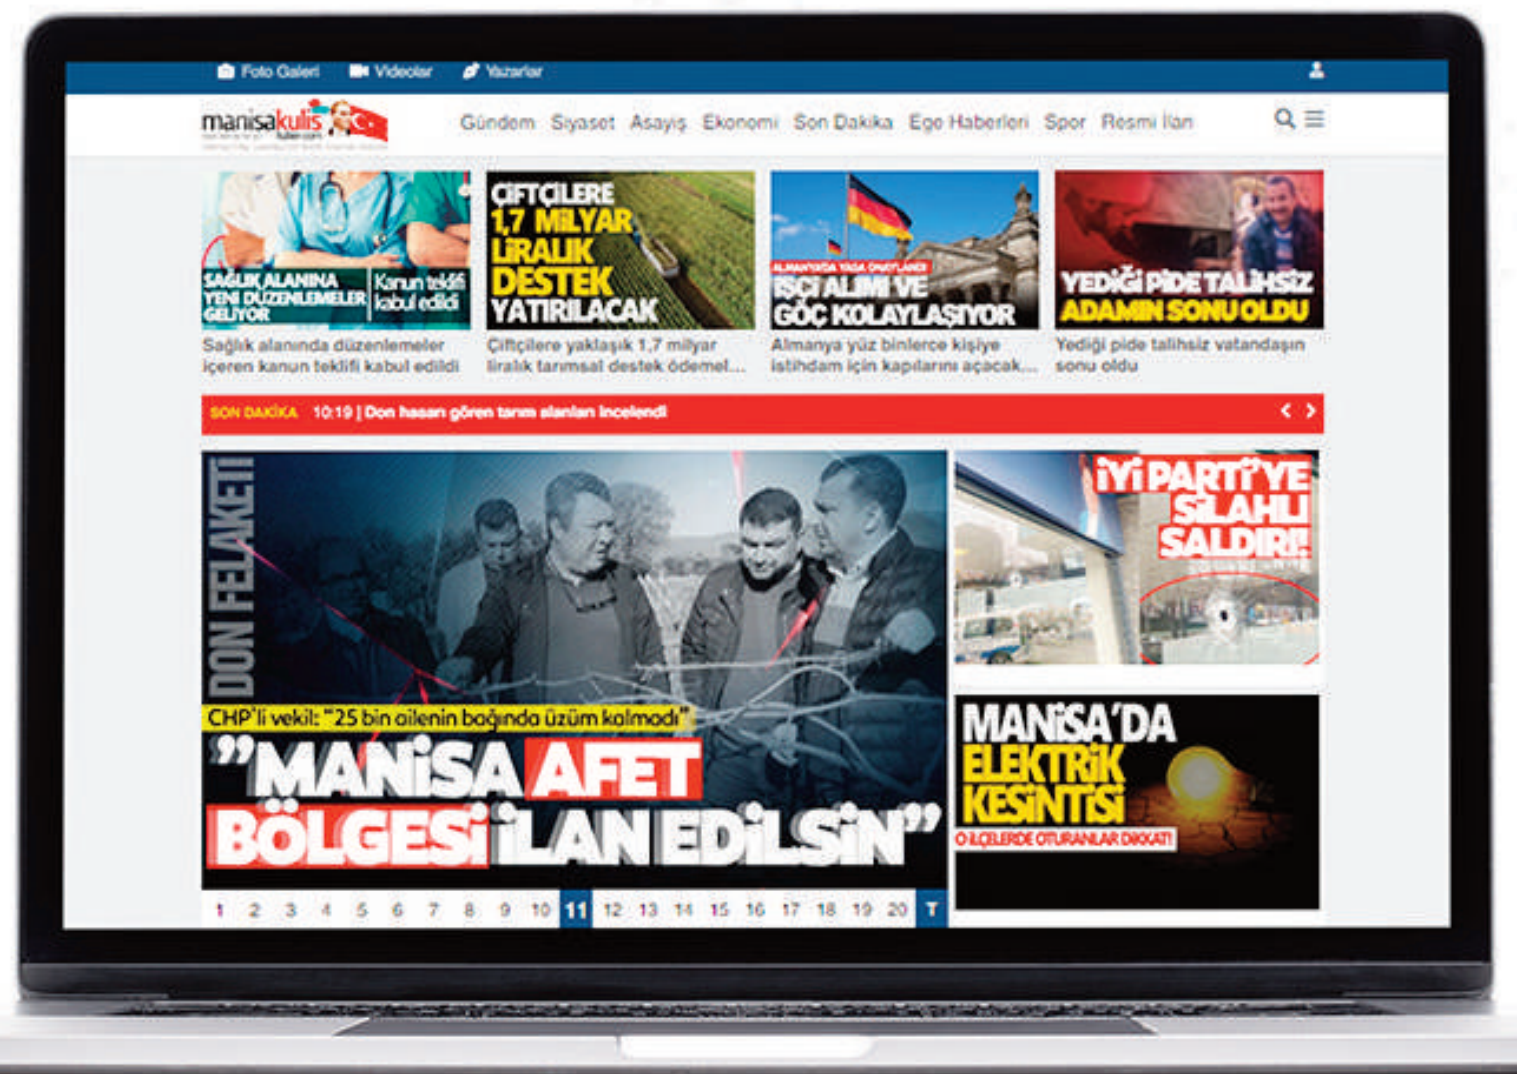 Foto Galeri Videolar Yazarlar
manisakulis
Gündem Siyaset Asayiş Ekonomi Son Dakika Ege Haberleri Spor Resmi İlan
SAĞLIK ALANINA
YENİ DÜZENLEMELER
GELİYOR
Kanun teklifi
kabul edildi
Sağlık alanında düzenlemeler
içeren kanun teklifi kabul edildi
ÇİFTÇİLERE
1,7 MİLYAR
LİRALIK
DESTEK
YATIRILACAK
Çiftçilere yaklaşık 1,7 milyar
liralık tarımsal destek ödemel...
ALMANYA'DA YASA ONAYLANDI
İŞÇİ ALIMI VE
GÖÇ KOLAYLAŞIYOR
Almanya yüz binlerce kişiye
istihdam için kapılarını açacak,...
YEDİĞİ PİDE TALİHSİZ
ADAMIN SONU OLDU
Yediği pide talihsiz vatandaşın
sonu oldu
SON DAKİKA 10:19 | Don hasarı gören tarım alanları incelendi
DON FELAKETİ
CHP'li vekil: "25 bin ailenin bağında üzüm kalmadı"
"MANİSA AFET
BÖLGESİ İLAN EDİLSİN"
1 2 3 4 5 6 7 8 9 10 11 12 13 14 15 16 17 18 19 20 T
İYİ PARTİ'YE
SİLAHLI
SALDIRI!
MANİSA'DA
ELEKTRİK
KESİNTİSİ
O İLÇELERDE OTURANLAR DİKKAT!